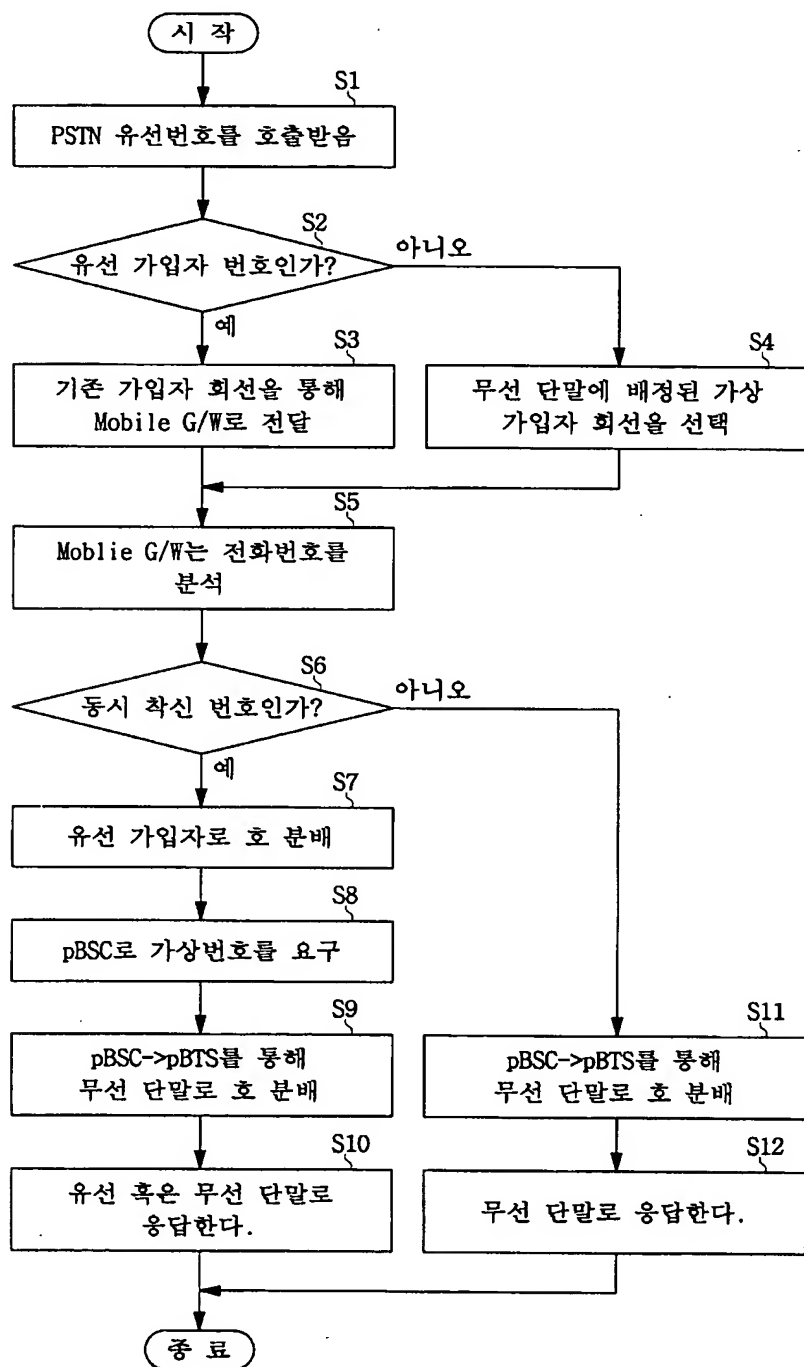 시 작
S1
PSTN 유선번호를 호출받음
S2
유선 가입자 번호인가?
아니오
예
S3
기존 가입자 회선을 통해
Mobile G/W로 전달
S4
무선 단말에 배정된 가상
가입자 회선을 선택
S5
Moblie G/W는 전화번호를
분석
S6
동시 착신 번호인가?
아니오
예
S7
유선 가입자로 호 분배
S8
pBSC로 가상번호를 요구
S9
pBSC->pBTS를 통해
무선 단말로 호 분배
S11
pBSC->pBTS를 통해
무선 단말로 호 분배
S10
유선 혹은 무선 단말로
응답한다.
S12
무선 단말로 응답한다.
종 료